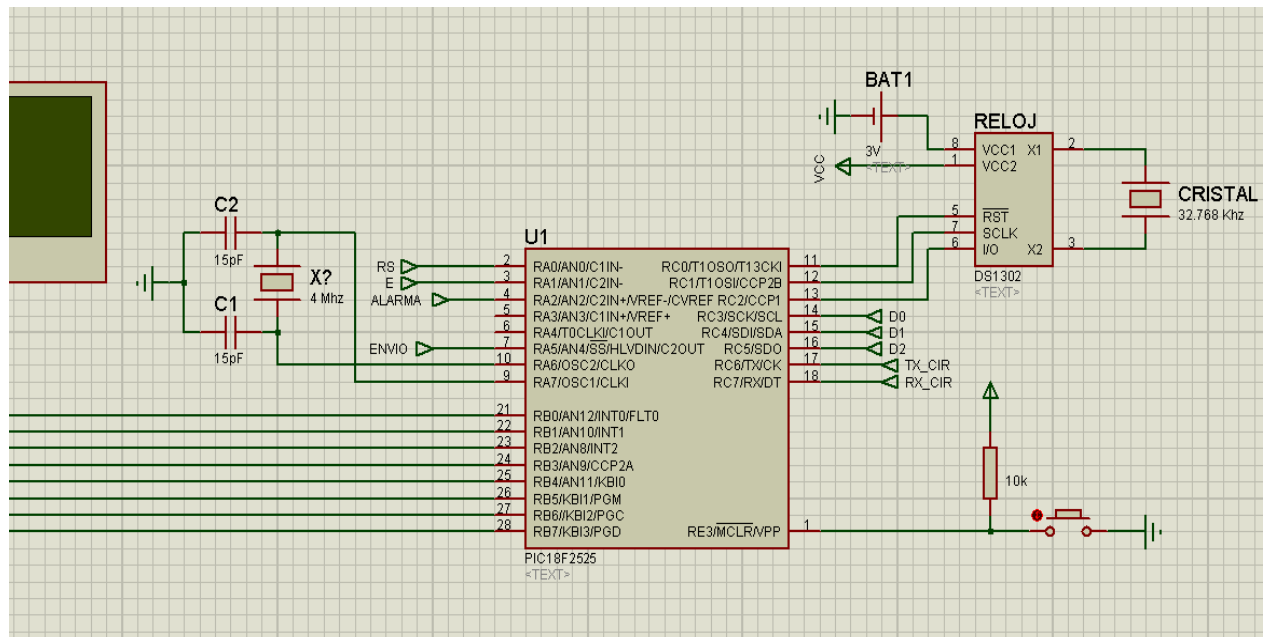 BAT1
3V
<TEXT>
VCC
RELOJ
8 VCC1 X1 2
1 VCC2
5 RST
7 SCLK
6 I/O X2 3
DS1302
<TEXT>
CRISTAL
32.768 Khz
C2
15pF
X?
4 Mhz
C1
15pF
U1
RS 2 RA0/AN0/C1IN- RC0/T1OSO/T13CKI 11
E 3 RA1/AN1/C2IN- RC1/T1OSI/CCP2B 12
ALARMA 4 RA2/AN2/C2IN+/VREF-/CVREF RC2/CCP1 13
5 RA3/AN3/C1IN+/VREF+ RC3/SCK/SCL 14 D0
6 RA4/T0CLKI/C1OUT RC4/SDI/SDA 15 D1
ENVIO 7 RA5/AN4/SS/HLVDIN/C2OUT RC5/SDO 16 D2
10 RA6/OSC2/CLKO RC6/TX/CK 17 TX_CIR
9 RA7/OSC1/CLKI RC7/RX/DT 18 RX_CIR
21 RB0/AN12/INT0/FLT0
22 RB1/AN10/INT1
23 RB2/AN8/INT2
24 RB3/AN9/CCP2A
25 RB4/AN11/KBI0
26 RB5/KBI1/PGM
27 RB6//KBI2/PGC
28 RB7/KBI3/PGD RE3/MCLR/VPP 1
10k
PIC18F2525
<TEXT>